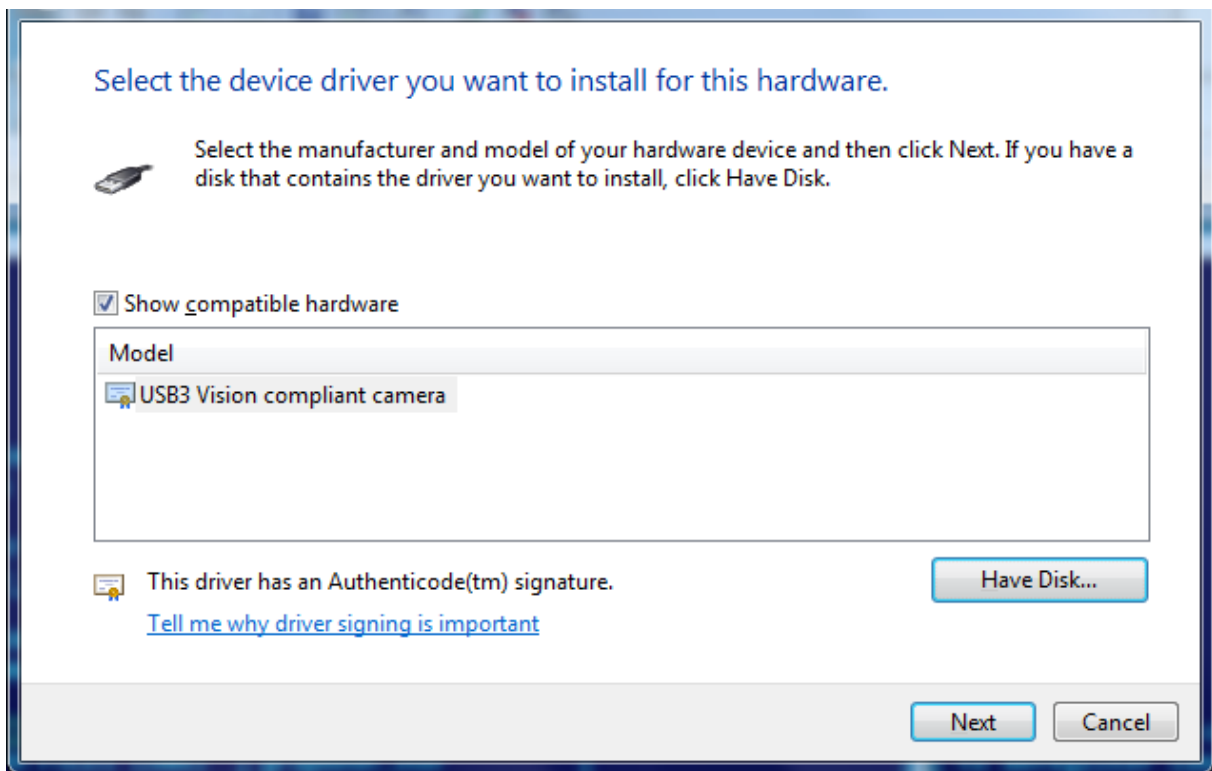 Select the device driver you want to install for this hardware.
Select the manufacturer and model of your hardware device and then click Next. If you have a
disk that contains the driver you want to install, click Have Disk.
Show compatible hardware
Model
USB3 Vision compliant camera
This driver has an Authenticode(tm) signature.
Have Disk...
Tell me why driver signing is important
Next
Cancel